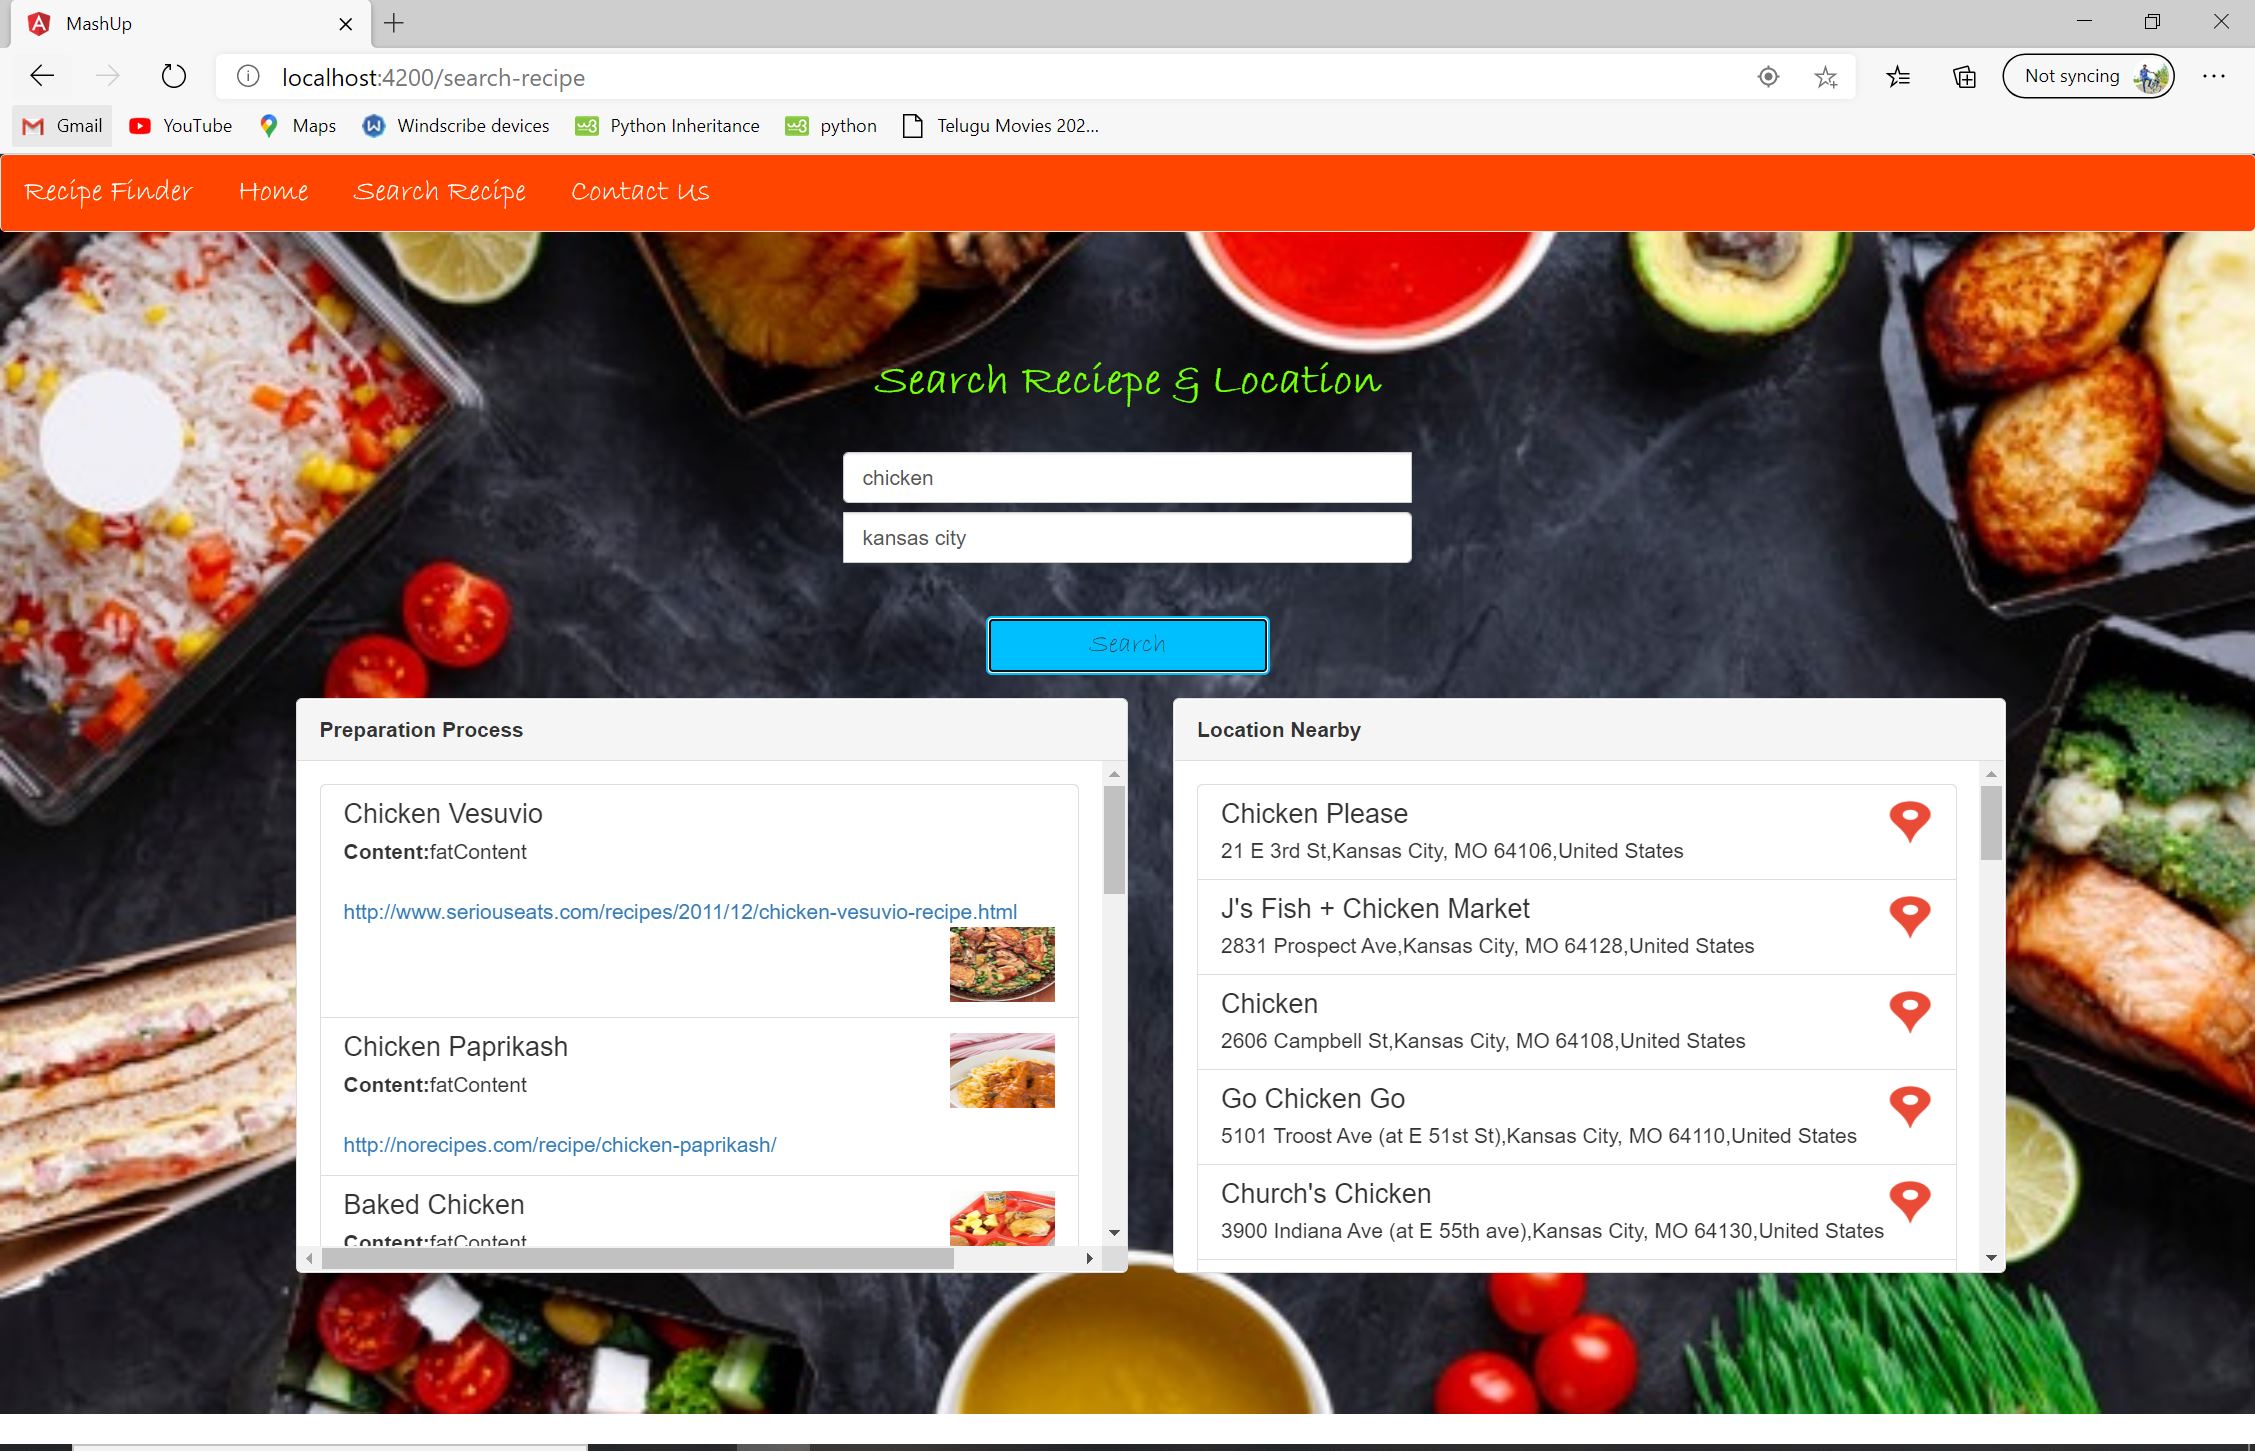 MashUp
localhost:4200/search-recipe
Not syncing
Gmail YouTube Maps Windscribe devices Python Inheritance python Telugu Movies 202...
Recipe Finder Home Search Recipe Contact Us
Search Reciepe & Location
chicken
kansas city
Search
Preparation Process
Chicken Vesuvio
Content:fatContent
http://www.seriouseats.com/recipes/2011/12/chicken-vesuvio-recipe.html
Chicken Paprikash
Content:fatContent
http://norecipes.com/recipe/chicken-paprikash/
Baked Chicken
Content:fatContent
Location Nearby
Chicken Please
21 E 3rd St,Kansas City, MO 64106,United States
J's Fish + Chicken Market
2831 Prospect Ave,Kansas City, MO 64128,United States
Chicken
2606 Campbell St,Kansas City, MO 64108,United States
Go Chicken Go
5101 Troost Ave (at E 51st St),Kansas City, MO 64110,United States
Church's Chicken
3900 Indiana Ave (at E 55th ave),Kansas City, MO 64130,United States